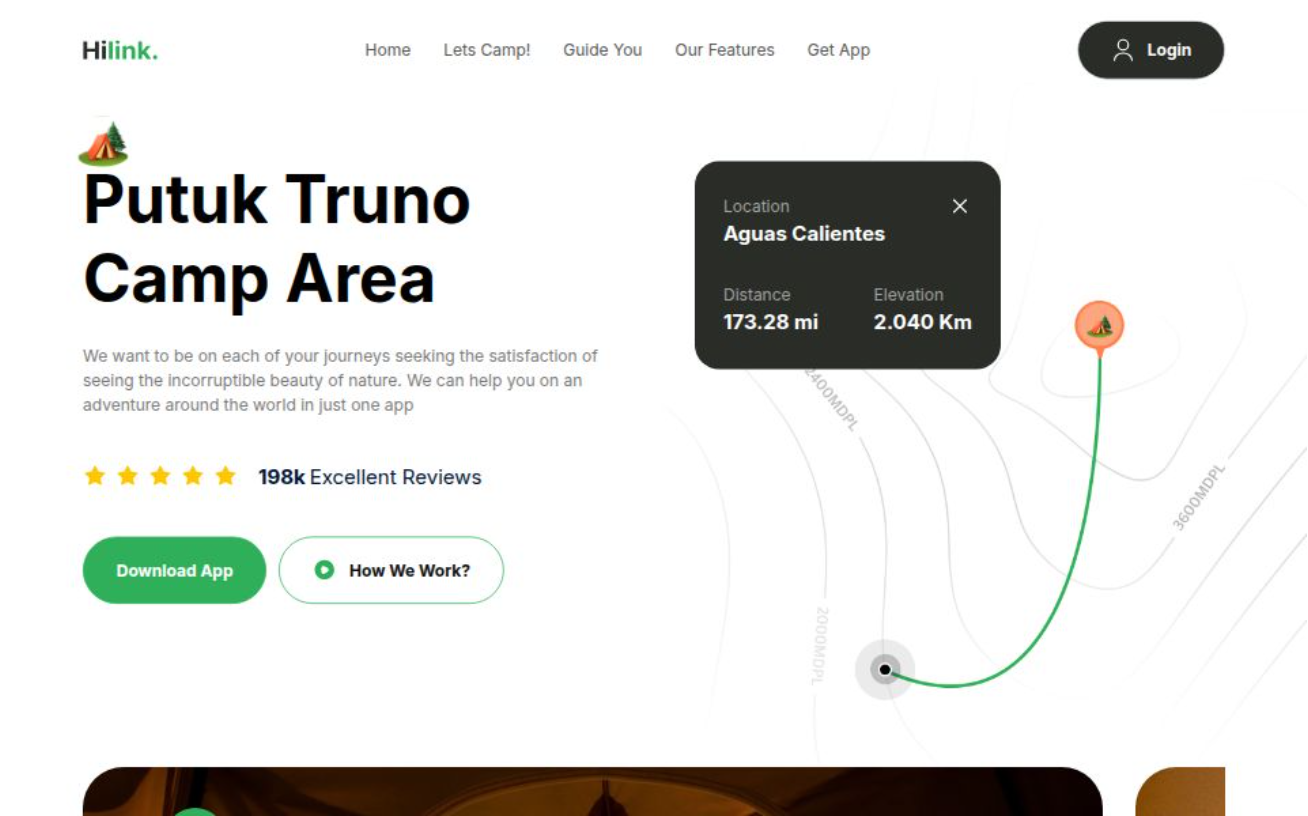 Hilink.
Home
Lets Camp!
Guide You
Our Features
Get App
Login
Putuk Truno
Camp Area
We want to be on each of your journeys seeking the satisfaction of
seeing the incorruptible beauty of nature. We can help you on an
adventure around the world in just one app
198k Excellent Reviews
Download App
How We Work?
Location
Aguas Calientes
Distance
Elevation
173.28 mi
2.040 Km
2400MDPL
3600MDPL
2000MDPL